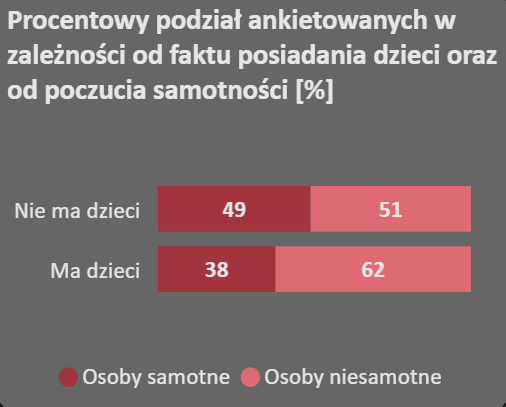 Procentowy podział ankietowanych w
zależności od faktu posiadania dzieci oraz
od poczucia samotności [%]
Nie ma dzieci 49 51
Ma dzieci 38 62
Osoby samotne Osoby niesamotne